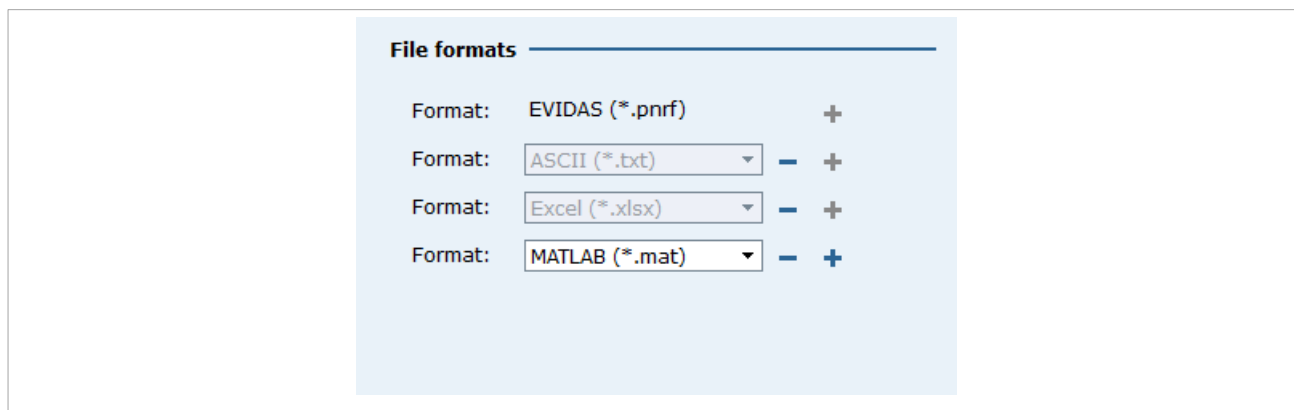 File formats
Format: EVIDAS (*.pnrf) +
Format: ASCII (*.txt) − +
Format: Excel (*.xlsx) − +
Format: MATLAB (*.mat) − +